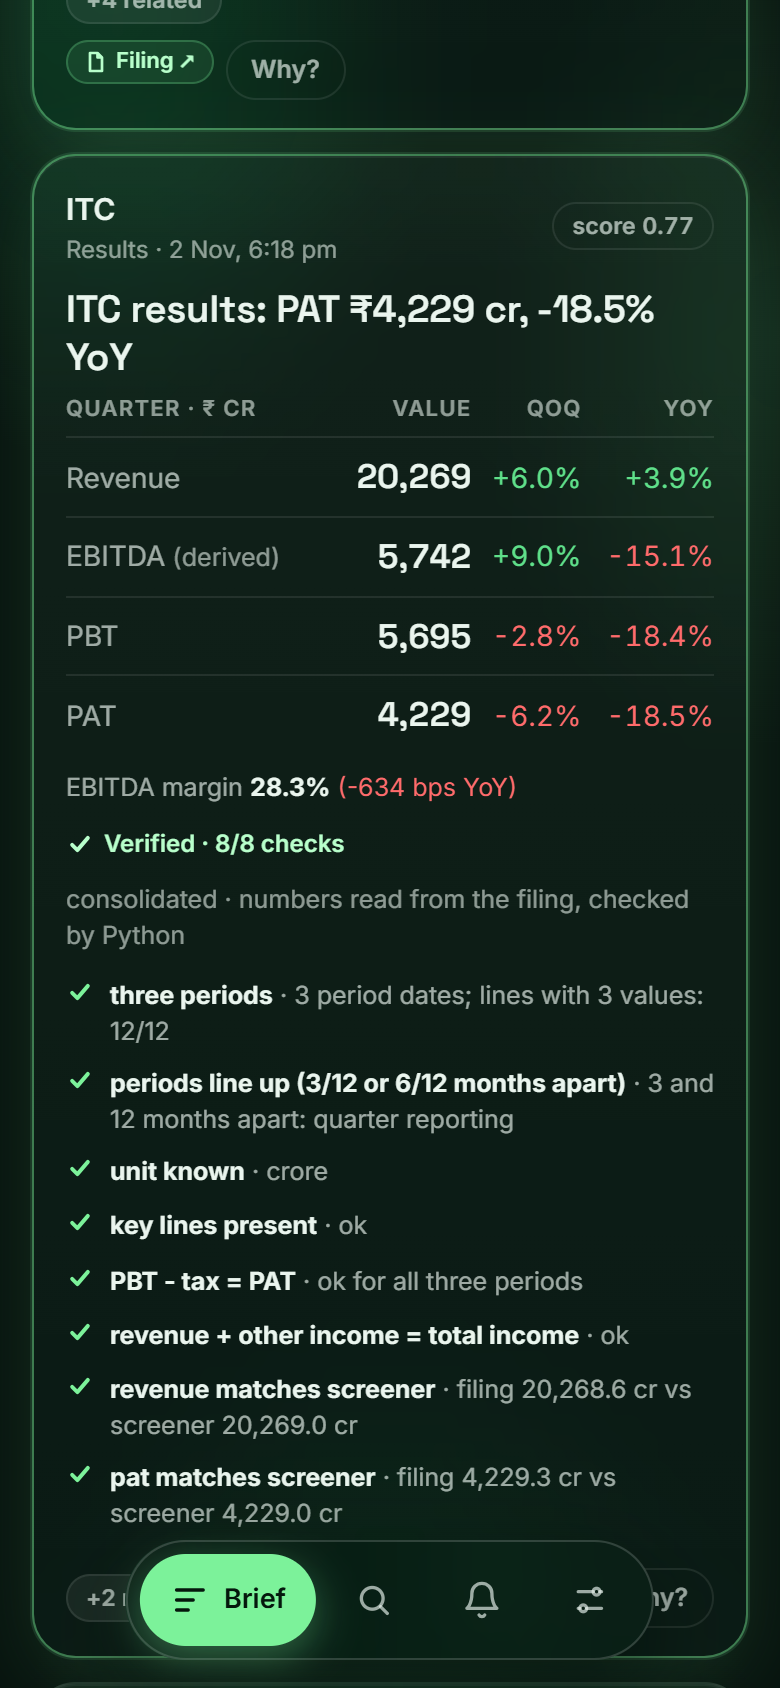 +4 related
Filing ↗ Why?
ITC
score 0.77
Results · 2 Nov, 6:18 pm
ITC results: PAT ₹4,229 cr, -18.5%
YoY
QUARTER · ₹ CR VALUE QOQ YOY
Revenue 20,269 +6.0% +3.9%
EBITDA (derived) 5,742 +9.0% -15.1%
PBT 5,695 -2.8% -18.4%
PAT 4,229 -6.2% -18.5%
EBITDA margin 28.3% (-634 bps YoY)
Verified · 8/8 checks
consolidated · numbers read from the filing, checked
by Python
three periods · 3 period dates; lines with 3 values:
12/12
periods line up (3/12 or 6/12 months apart) · 3 and
12 months apart: quarter reporting
unit known · crore
key lines present · ok
PBT - tax = PAT · ok for all three periods
revenue + other income = total income · ok
revenue matches screener · filing 20,268.6 cr vs
screener 20,269.0 cr
pat matches screener · filing 4,229.3 cr vs
screener 4,229.0 cr
+2 Brief hy?